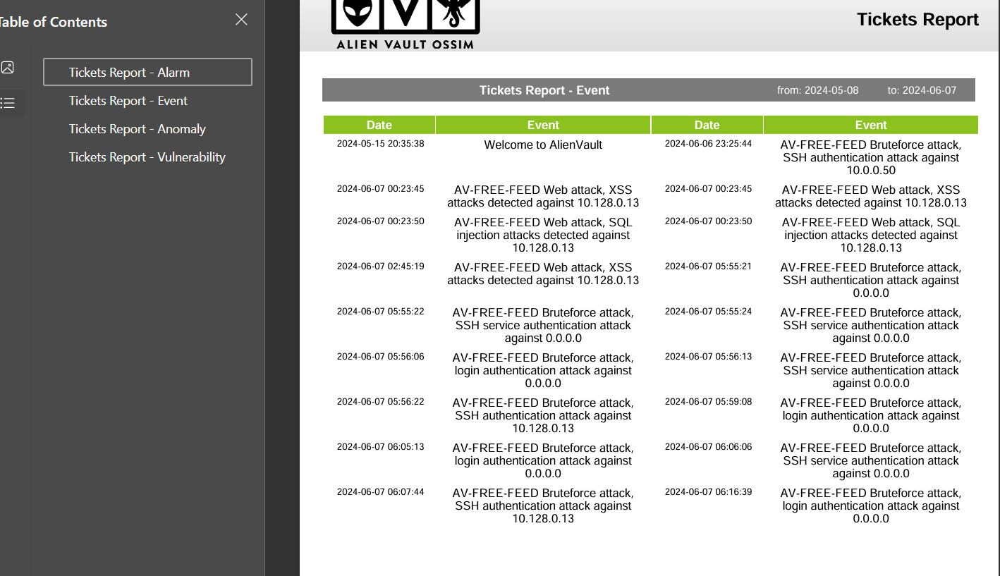 Table of Contents
Tickets Report - Alarm
Tickets Report - Event
Tickets Report - Anomaly
Tickets Report - Vulnerability
ALIEN VAULT OSSIM
Tickets Report
Tickets Report - Event from: 2024-05-08 to: 2024-06-07
Date Event Date Event
2024-05-15 20:35:38
Welcome to AlienVault
2024-06-06 23:25:44
AV-FREE-FEED Bruteforce attack,
SSH authentication attack against
10.0.0.50
2024-06-07 00:23:45
AV-FREE-FEED Web attack, XSS
attacks detected against 10.128.0.13
2024-06-07 00:23:45
AV-FREE-FEED Web attack, XSS
attacks detected against 10.128.0.13
2024-06-07 00:23:50
AV-FREE-FEED Web attack, SQL
injection attacks detected against
10.128.0.13
2024-06-07 00:23:50
AV-FREE-FEED Web attack, SQL
injection attacks detected against
10.128.0.13
2024-06-07 02:45:19
AV-FREE-FEED Web attack, XSS
attacks detected against 10.128.0.13
2024-06-07 05:55:21
AV-FREE-FEED Bruteforce attack,
SSH authentication attack against
0.0.0.0
2024-06-07 05:55:22
AV-FREE-FEED Bruteforce attack,
SSH service authentication attack
against 0.0.0.0
2024-06-07 05:55:24
AV-FREE-FEED Bruteforce attack,
SSH service authentication attack
against 0.0.0.0
2024-06-07 05:56:06
AV-FREE-FEED Bruteforce attack,
login authentication attack against
0.0.0.0
2024-06-07 05:56:13
AV-FREE-FEED Bruteforce attack,
SSH service authentication attack
against 0.0.0.0
2024-06-07 05:56:22
AV-FREE-FEED Bruteforce attack,
SSH authentication attack against
10.128.0.13
2024-06-07 05:59:08
AV-FREE-FEED Bruteforce attack,
login authentication attack against
0.0.0.0
2024-06-07 06:05:13
AV-FREE-FEED Bruteforce attack,
login authentication attack against
0.0.0.0
2024-06-07 06:06:06
AV-FREE-FEED Bruteforce attack,
SSH service authentication attack
against 0.0.0.0
2024-06-07 06:07:44
AV-FREE-FEED Bruteforce attack,
SSH authentication attack against
10.128.0.13
2024-06-07 06:16:39
AV-FREE-FEED Bruteforce attack,
login authentication attack against
0.0.0.0